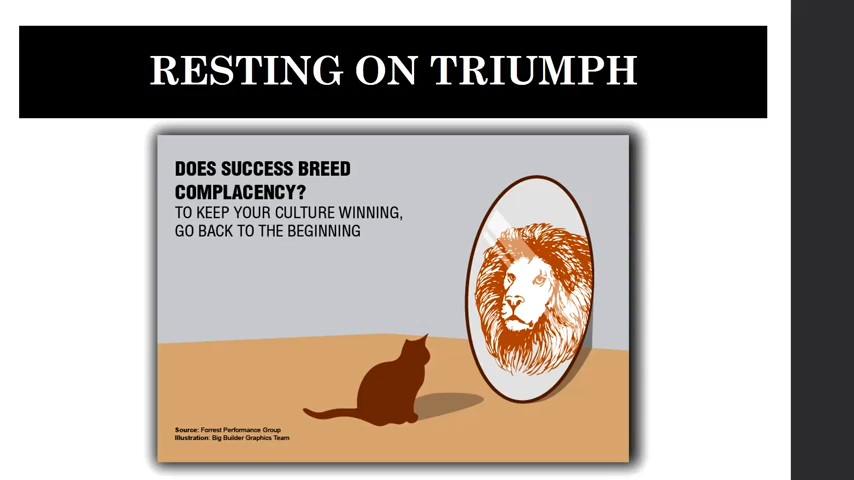 RESTING ON TRIUMPH
DOES SUCCESS BREED
COMPLACENCY?
TO KEEP YOUR CULTURE WINNING,
GO BACK TO THE BEGINNING
Source: Forrest Performance Group
Illustration: Big Builder Graphics Team